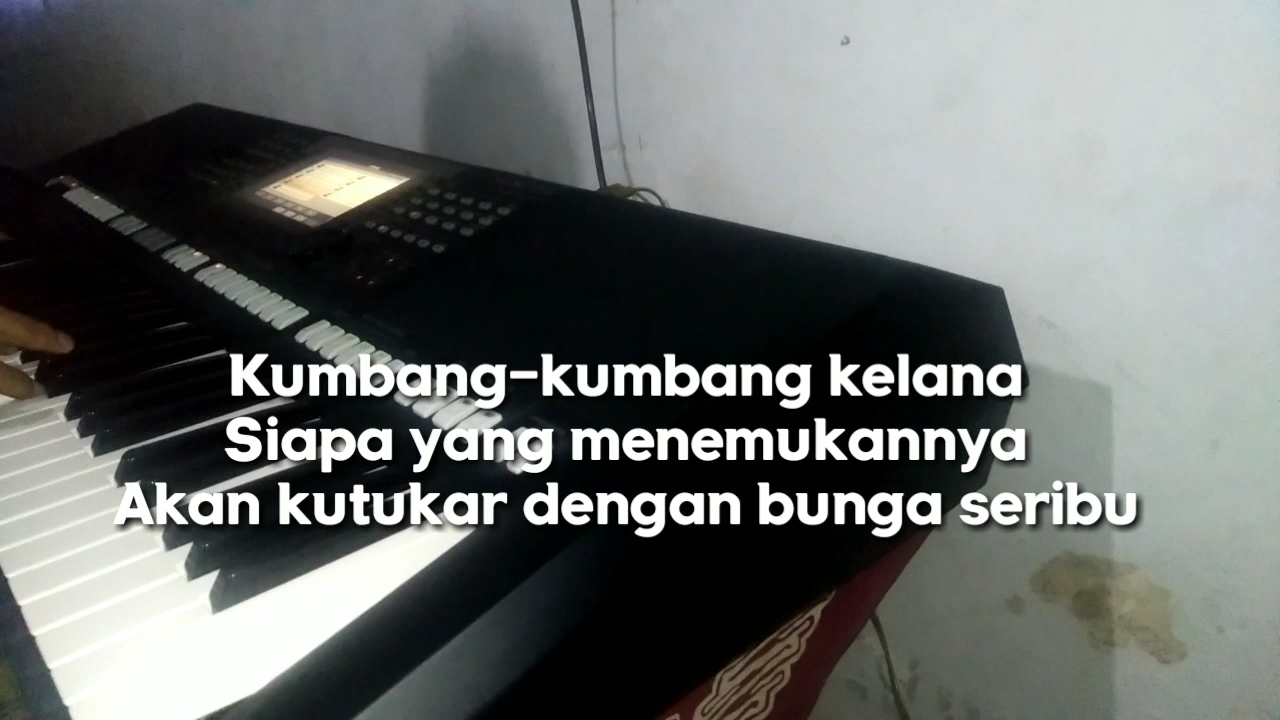 Kumbang-kumbang kelana
Siapa yang menemukannya
Akan kutukar dengan bunga seribu